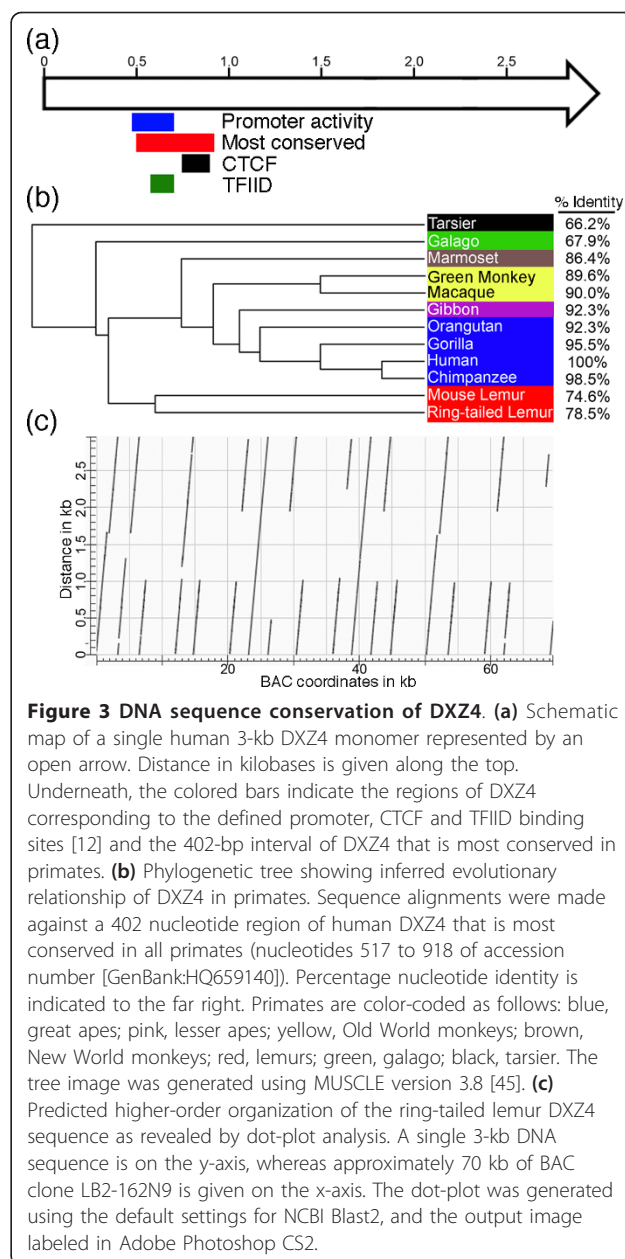 (a)
0 0.5 1.0 1.5 2.0 2.5
Promoter activity
Most conserved
CTCF
TFIID
(b)
% Identity
Tarsier 66.2%
Galago 67.9%
Marmoset 86.4%
Green Monkey 89.6%
Macaque 90.0%
Gibbon 92.3%
Orangutan 92.3%
Gorilla 95.5%
Human 100%
Chimpanzee 98.5%
Mouse Lemur 74.6%
Ring-tailed Lemur 78.5%
(c)
Distance in kb
2.5
2.0
1.5
1.0
0.5
0
20 40 60
BAC coordinates in kb
Figure 3 DNA sequence conservation of DXZ4. (a) Schematic
map of a single human 3-kb DXZ4 monomer represented by an
open arrow. Distance in kilobases is given along the top.
Underneath, the colored bars indicate the regions of DXZ4
corresponding to the defined promoter, CTCF and TFIID binding
sites [12] and the 402-bp interval of DXZ4 that is most conserved in
primates. (b) Phylogenetic tree showing inferred evolutionary
relationship of DXZ4 in primates. Sequence alignments were made
against a 402 nucleotide region of human DXZ4 that is most
conserved in all primates (nucleotides 517 to 918 of accession
number [GenBank:HQ659140]). Percentage nucleotide identity is
indicated to the far right. Primates are color-coded as follows: blue,
great apes; pink, lesser apes; yellow, Old World monkeys; brown,
New World monkeys; red, lemurs; green, galago; black, tarsier. The
tree image was generated using MUSCLE version 3.8 [45]. (c)
Predicted higher-order organization of the ring-tailed lemur DXZ4
sequence as revealed by dot-plot analysis. A single 3-kb DNA
sequence is on the y-axis, whereas approximately 70 kb of BAC
clone LB2-162N9 is given on the x-axis. The dot-plot was generated
using the default settings for NCBI Blast2, and the output image
labeled in Adobe Photoshop CS2.